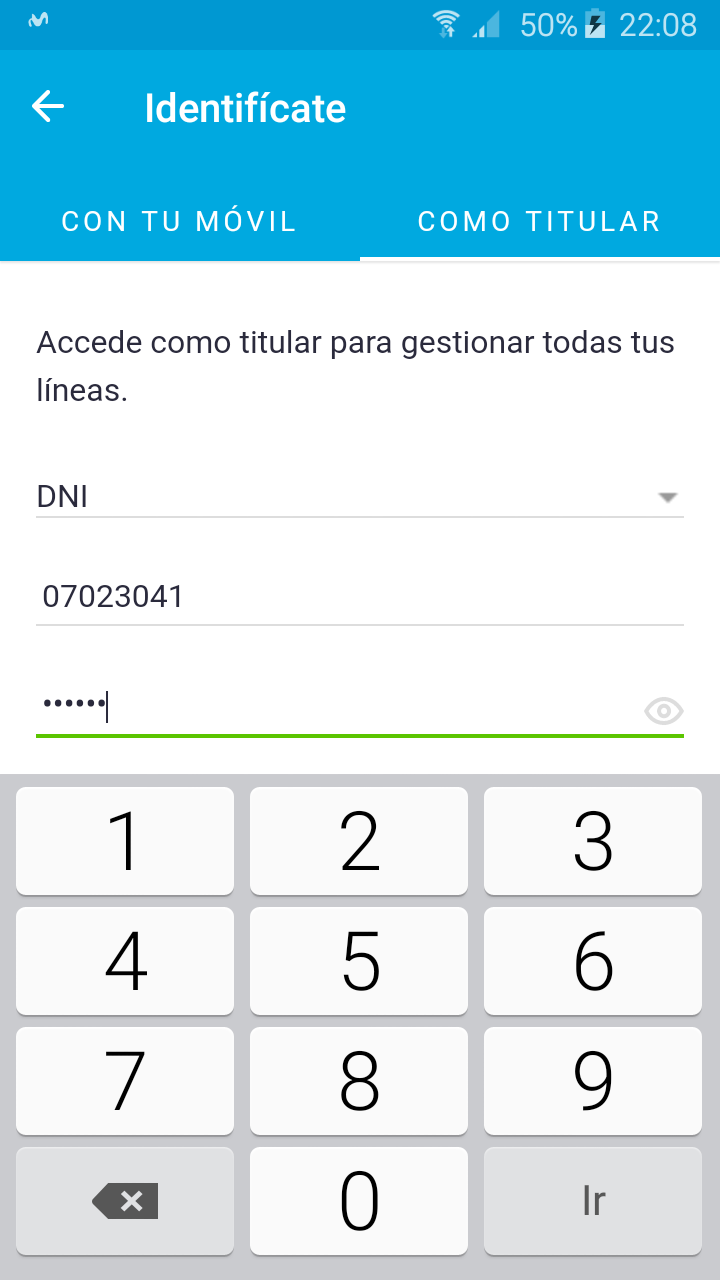 50% 22:08
Identifícate
CON TU MÓVIL COMO TITULAR
Accede como titular para gestionar todas tus
líneas.
DNI
07023041
••••••
1 2 3
4 5 6
7 8 9
0 Ir